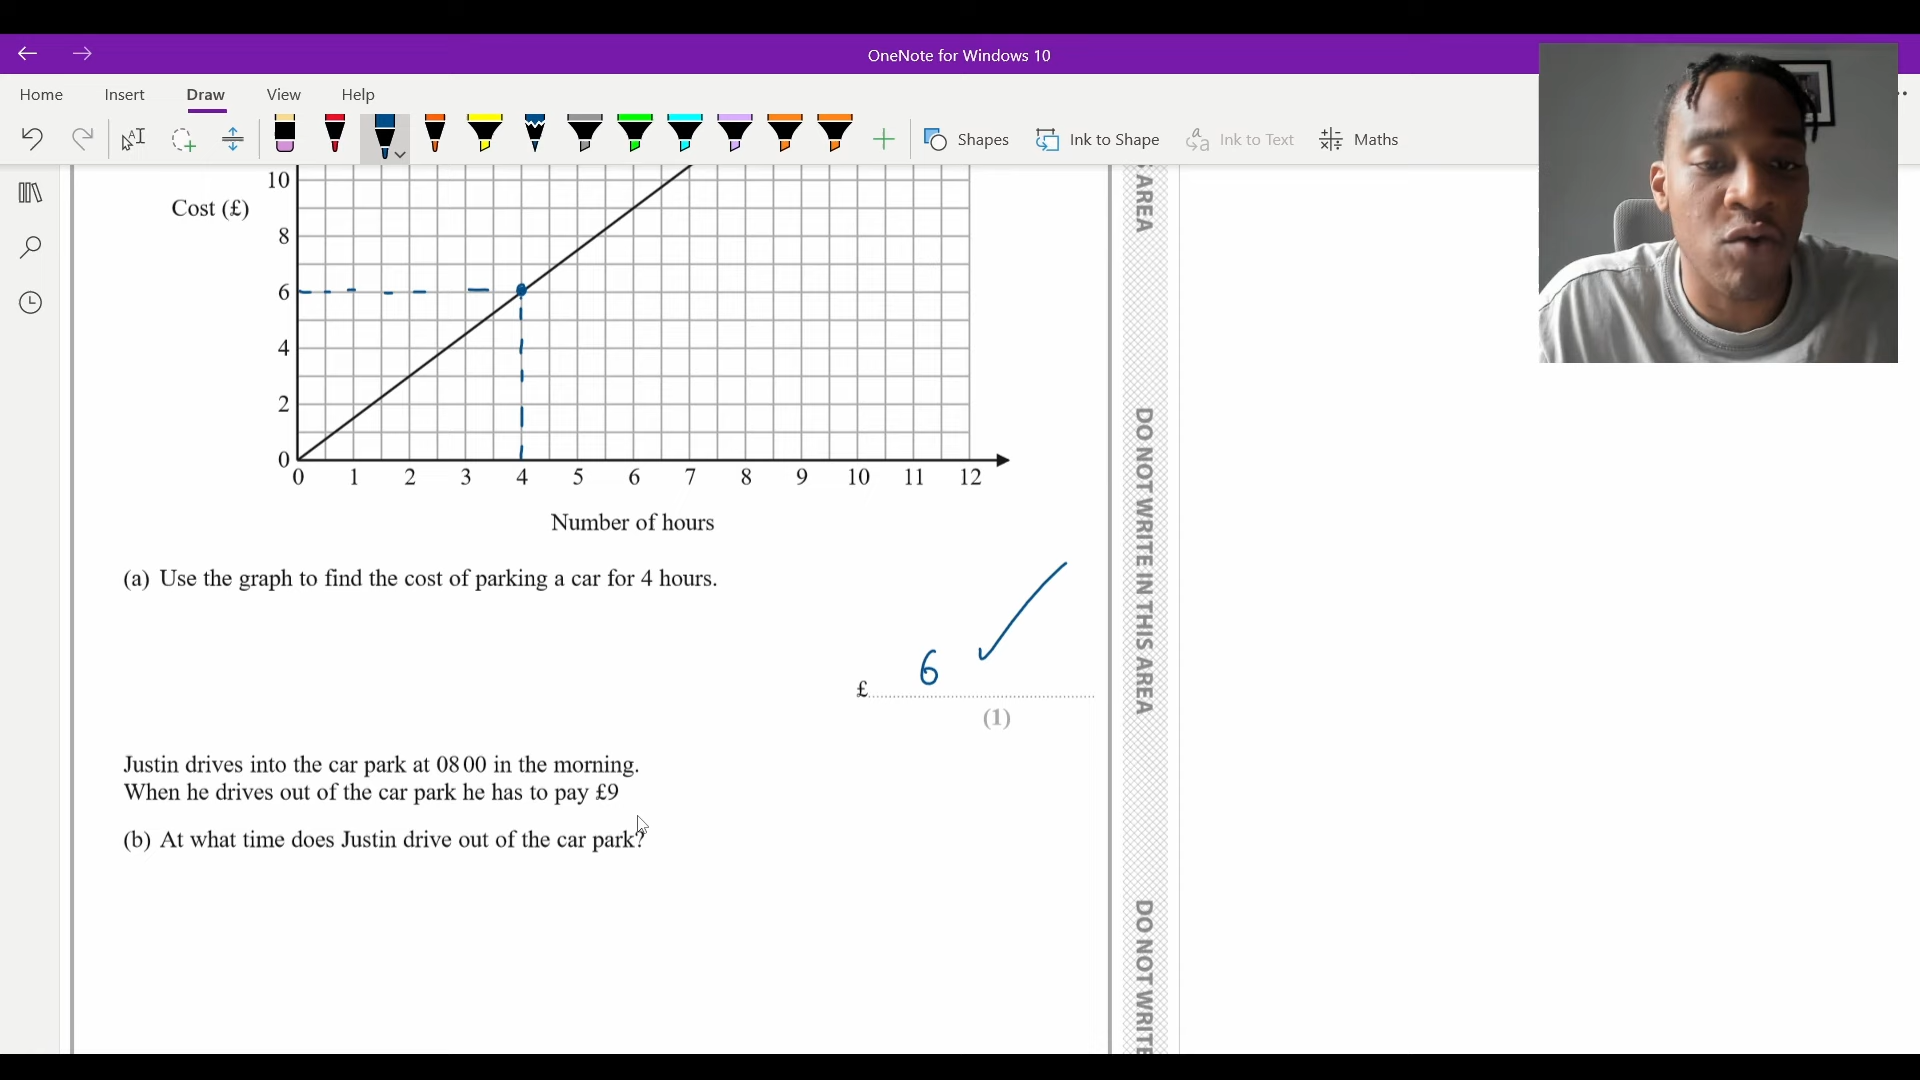 OneNote for Windows 10
Home Insert Draw View Help
Shapes Ink to Shape Ink to Text Maths
10
Cost (£)
8
6
4
2
0
0 1 2 3 4 5 6 7 8 9 10 11 12
Number of hours
(a) Use the graph to find the cost of parking a car for 4 hours.
£ 6
(1)
Justin drives into the car park at 08 00 in the morning.
When he drives out of the car park he has to pay £9
(b) At what time does Justin drive out of the car park?
AREA
DO NOT WRITE IN THIS AREA
DO NOT WRITE